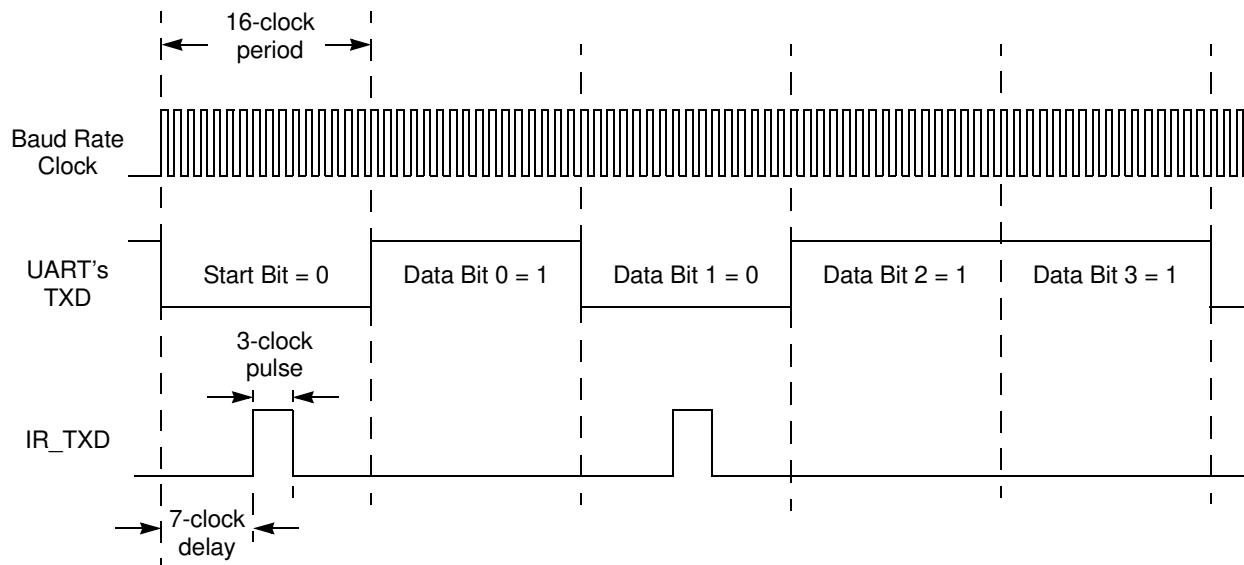 16-clock
period
Baud Rate
Clock
UART's
TXD
Start Bit = 0
Data Bit 0 = 1
Data Bit 1 = 0
Data Bit 2 = 1
Data Bit 3 = 1
3-clock
pulse
IR_TXD
7-clock
delay